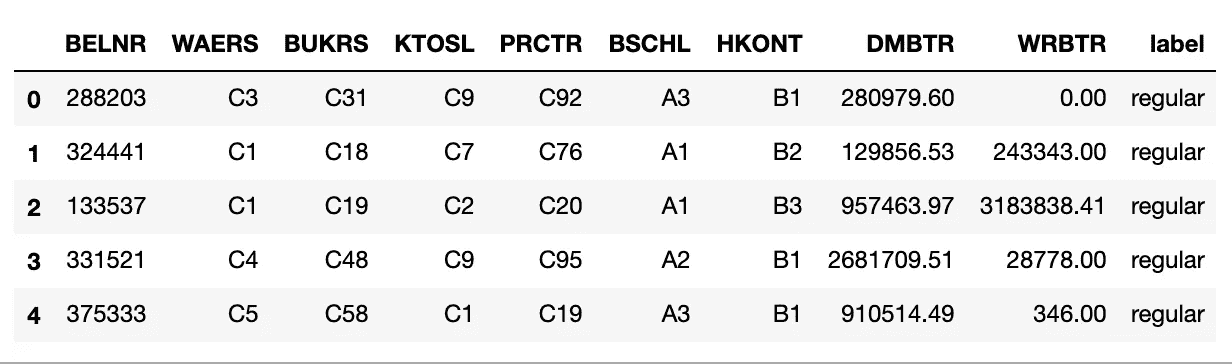 BELNR WAERS BUKRS KTOSL PRCTR BSCHL HKONT DMBTR WRBTR label
0 288203 C3 C31 C9 C92 A3 B1 280979.60 0.00 regular
1 324441 C1 C18 C7 C76 A1 B2 129856.53 243343.00 regular
2 133537 C1 C19 C2 C20 A1 B3 957463.97 3183838.41 regular
3 331521 C4 C48 C9 C95 A2 B1 2681709.51 28778.00 regular
4 375333 C5 C58 C1 C19 A3 B1 910514.49 346.00 regular